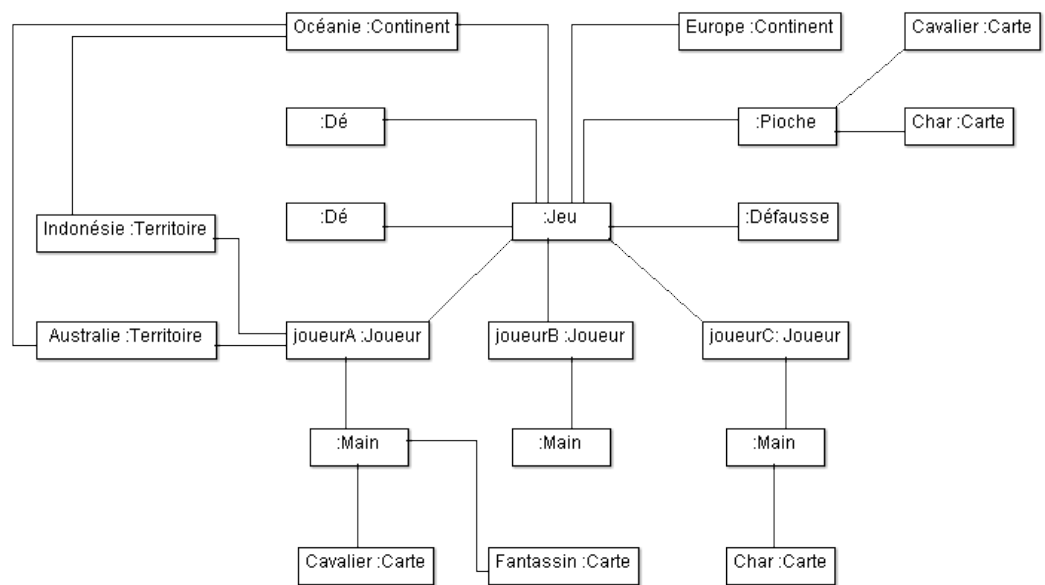 Océanie :Continent
Europe :Continent
Cavalier :Carte
:Dé
:Pioche
Char :Carte
Indonésie :Territoire
:Dé
:Jeu
:Défausse
Australie :Territoire
joueurA :Joueur
joueurB :Joueur
joueurC: Joueur
:Main
:Main
:Main
Cavalier :Carte
Fantassin :Carte
Char :Carte